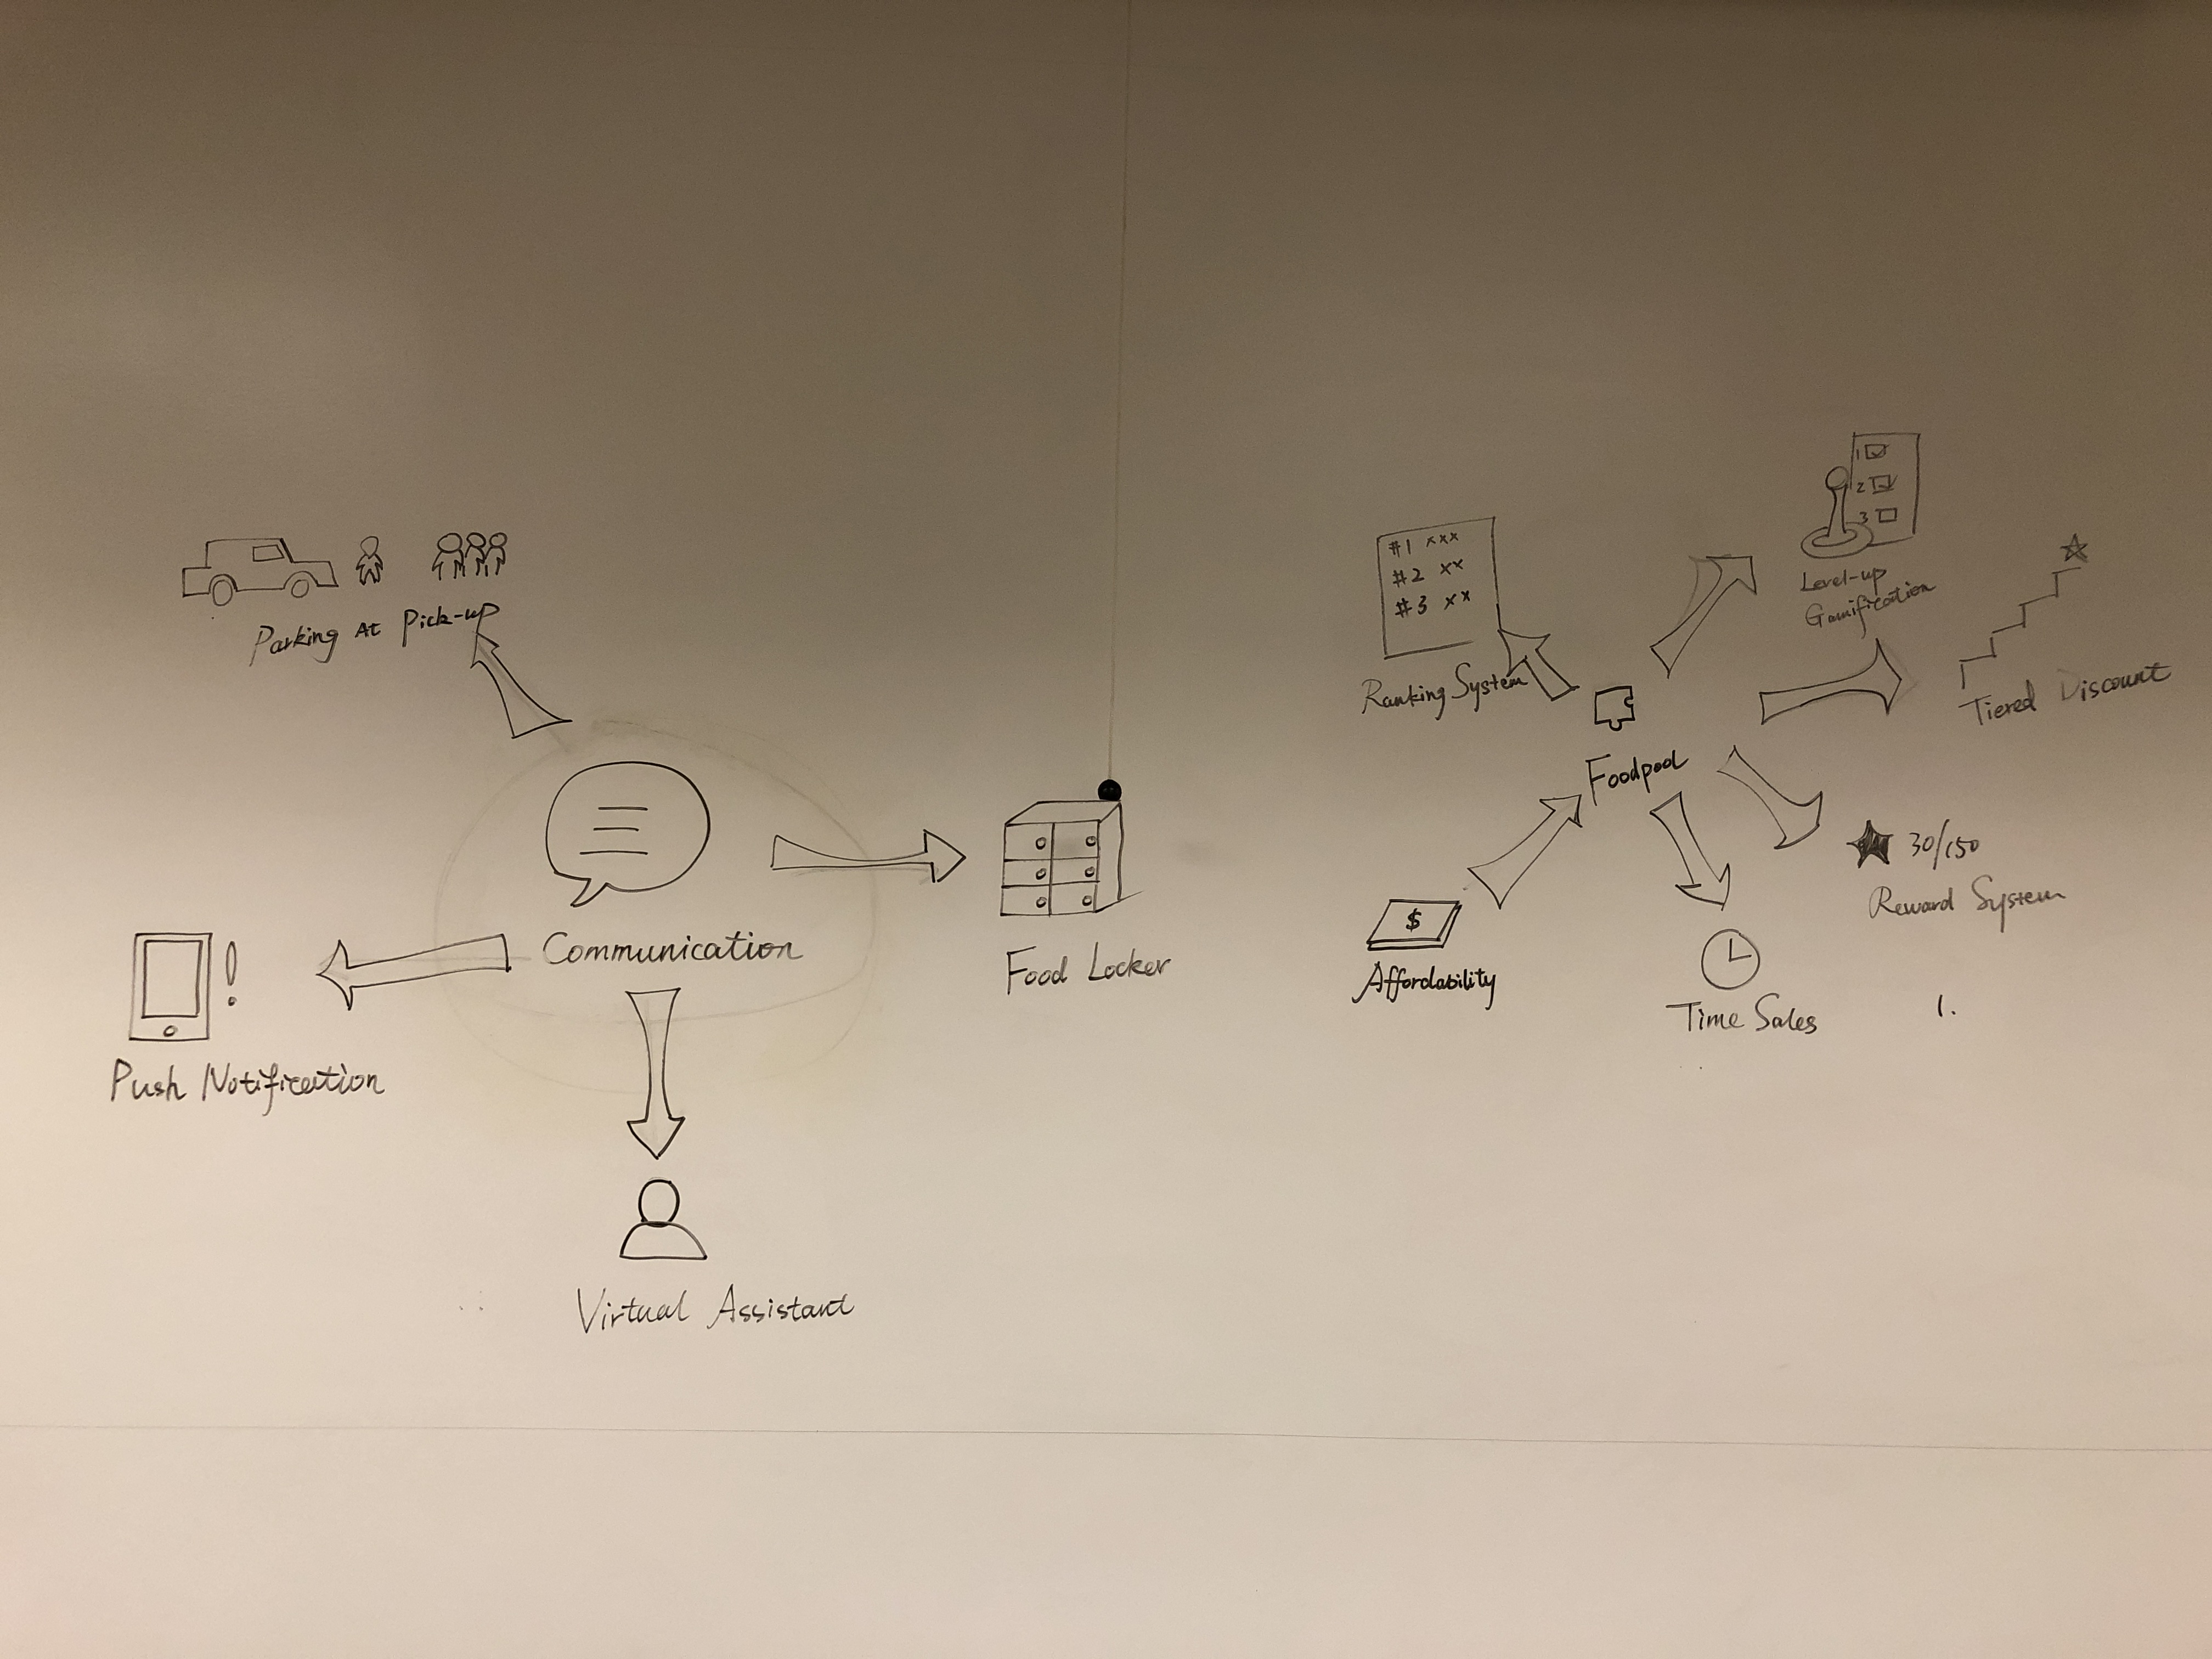 Parking At Pick-up
Communication
Food Locker
Push Notification
!
Virtual Assistant
#1 xxx
#2 xx
#3 xx
Ranking System
1
2
3
Level-up
Gamification
Tiered Discount
Foodpool
$
Affordability
30/150
Reward System
Time Sales
1.